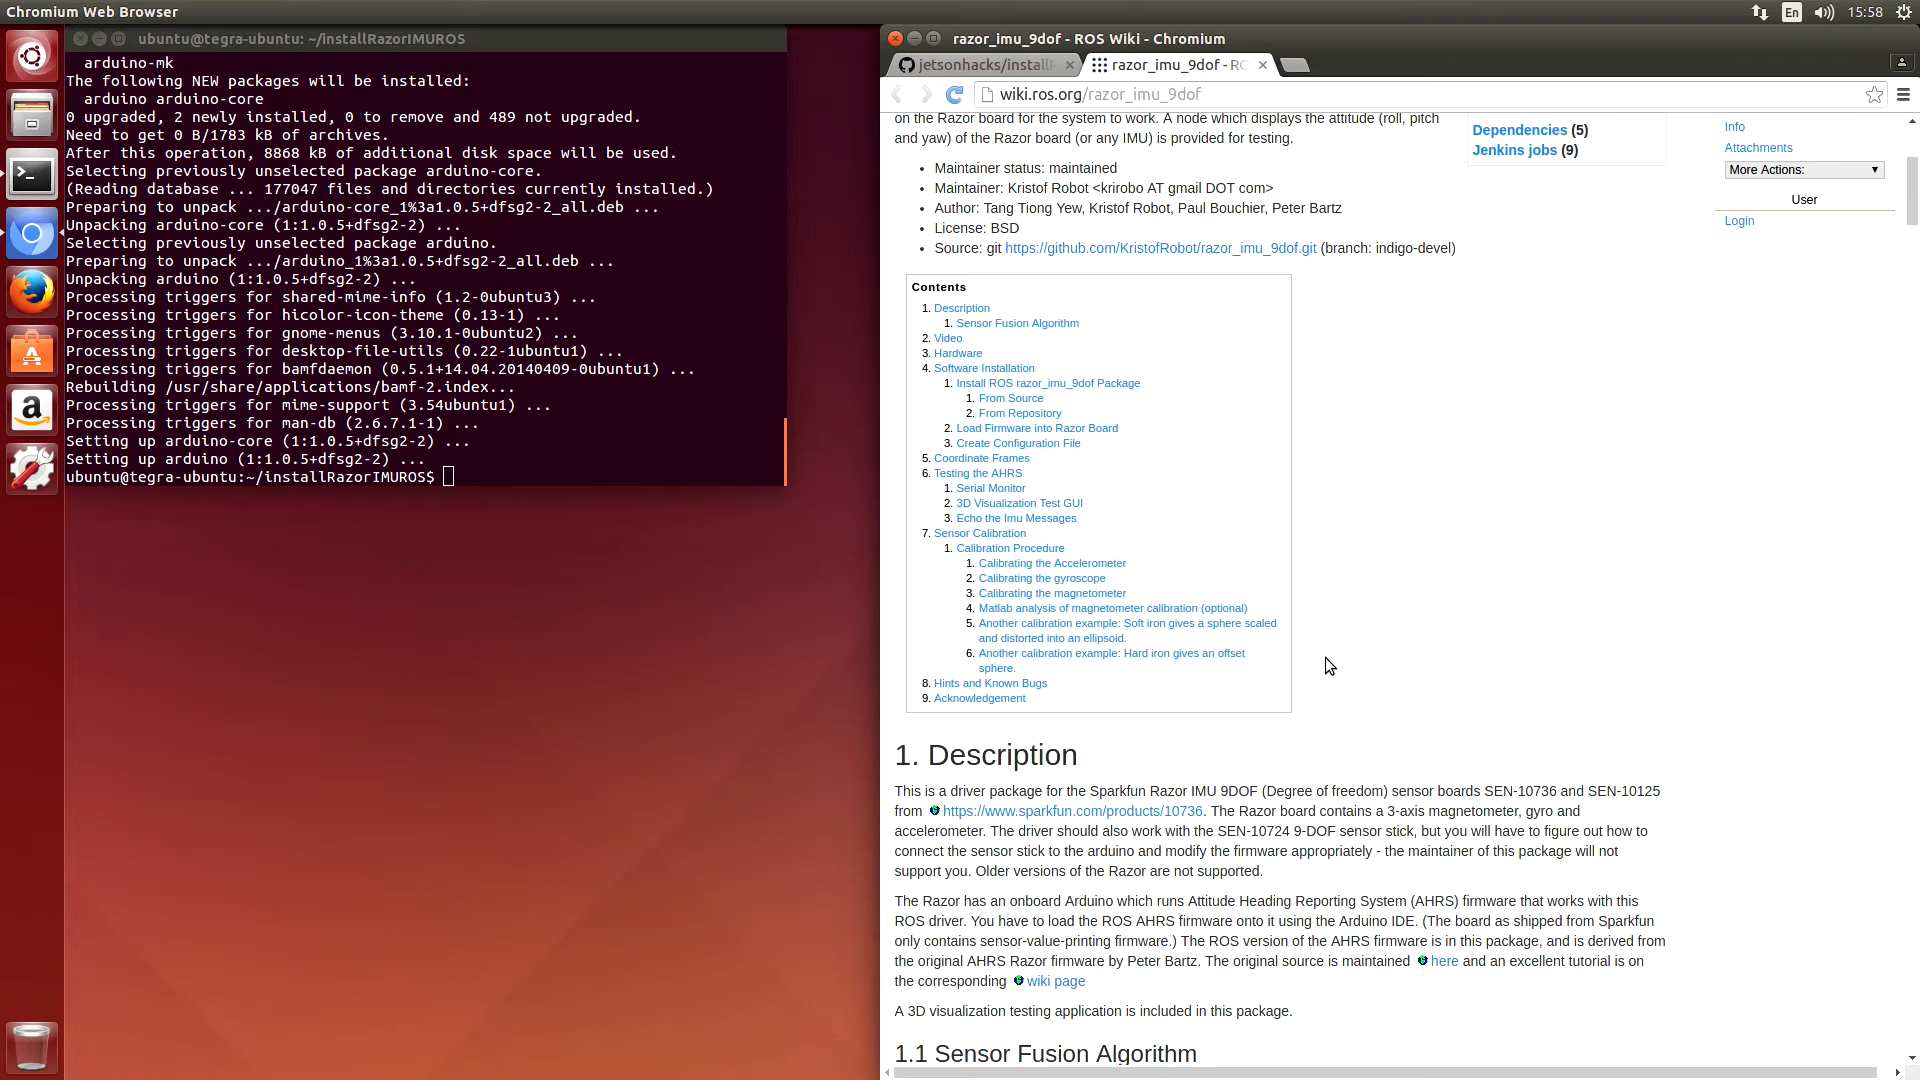 Chromium Web Browser
En
15:58
ubuntu@tegra-ubuntu: ~/installRazorIMUROS
arduino-mk
The following NEW packages will be installed:
arduino arduino-core
0 upgraded, 2 newly installed, 0 to remove and 489 not upgraded.
Need to get 0 B/1783 kB of archives.
After this operation, 8868 kB of additional disk space will be used.
Selecting previously unselected package arduino-core.
(Reading database ... 177047 files and directories currently installed.)
Preparing to unpack .../arduino-core_1%3a1.0.5+dfsg2-2_all.deb ...
Unpacking arduino-core (1:1.0.5+dfsg2-2) ...
Selecting previously unselected package arduino.
Preparing to unpack .../arduino_1%3a1.0.5+dfsg2-2_all.deb ...
Unpacking arduino (1:1.0.5+dfsg2-2) ...
Processing triggers for shared-mime-info (1.2-0ubuntu3) ...
Processing triggers for hicolor-icon-theme (0.13-1) ...
Processing triggers for gnome-menus (3.10.1-0ubuntu2) ...
Processing triggers for desktop-file-utils (0.22-1ubuntu1) ...
Processing triggers for bamfdaemon (0.5.1+14.04.20140409-0ubuntu1) ...
Rebuilding /usr/share/applications/bamf-2.index...
Processing triggers for mime-support (3.54ubuntu1) ...
Processing triggers for man-db (2.6.7.1-1) ...
Setting up arduino-core (1:1.0.5+dfsg2-2) ...
Setting up arduino (1:1.0.5+dfsg2-2) ...
ubuntu@tegra-ubuntu:~/installRazorIMUROS$
razor_imu_9dof - ROS Wiki - Chromium
jetsonhacks/install
razor_imu_9dof - RO
wiki.ros.org/razor_imu_9dof
on the Razor board for the system to work. A node which displays the attitude (roll, pitch
and yaw) of the Razor board (or any IMU) is provided for testing.
• Maintainer status: maintained
• Maintainer: Kristof Robot <krirobo AT gmail DOT com>
• Author: Tang Tiong Yew, Kristof Robot, Paul Bouchier, Peter Bartz
• License: BSD
• Source: git https://github.com/KristofRobot/razor_imu_9dof.git (branch: indigo-devel)
Dependencies (5)
Jenkins jobs (9)
Info
Attachments
More Actions:
User
Login
Contents
1. Description
1. Sensor Fusion Algorithm
2. Video
3. Hardware
4. Software Installation
1. Install ROS razor_imu_9dof Package
1. From Source
2. From Repository
2. Load Firmware into Razor Board
3. Create Configuration File
5. Coordinate Frames
6. Testing the AHRS
1. Serial Monitor
2. 3D Visualization Test GUI
3. Echo the Imu Messages
7. Sensor Calibration
1. Calibration Procedure
1. Calibrating the Accelerometer
2. Calibrating the gyroscope
3. Calibrating the magnetometer
4. Matlab analysis of magnetometer calibration (optional)
5. Another calibration example: Soft iron gives a sphere scaled
and distorted into an ellipsoid.
6. Another calibration example: Hard iron gives an offset
sphere.
8. Hints and Known Bugs
9. Acknowledgement
1. Description
This is a driver package for the Sparkfun Razor IMU 9DOF (Degree of freedom) sensor boards SEN-10736 and SEN-10125
from https://www.sparkfun.com/products/10736. The Razor board contains a 3-axis magnetometer, gyro and
accelerometer. The driver should also work with the SEN-10724 9-DOF sensor stick, but you will have to figure out how to
connect the sensor stick to the arduino and modify the firmware appropriately - the maintainer of this package will not
support you. Older versions of the Razor are not supported.
The Razor has an onboard Arduino which runs Attitude Heading Reporting System (AHRS) firmware that works with this
ROS driver. You have to load the ROS AHRS firmware onto it using the Arduino IDE. (The board as shipped from Sparkfun
only contains sensor-value-printing firmware.) The ROS version of the AHRS firmware is in this package, and is derived from
the original AHRS Razor firmware by Peter Bartz. The original source is maintained here and an excellent tutorial is on
the corresponding wiki page
A 3D visualization testing application is included in this package.
1.1 Sensor Fusion Algorithm